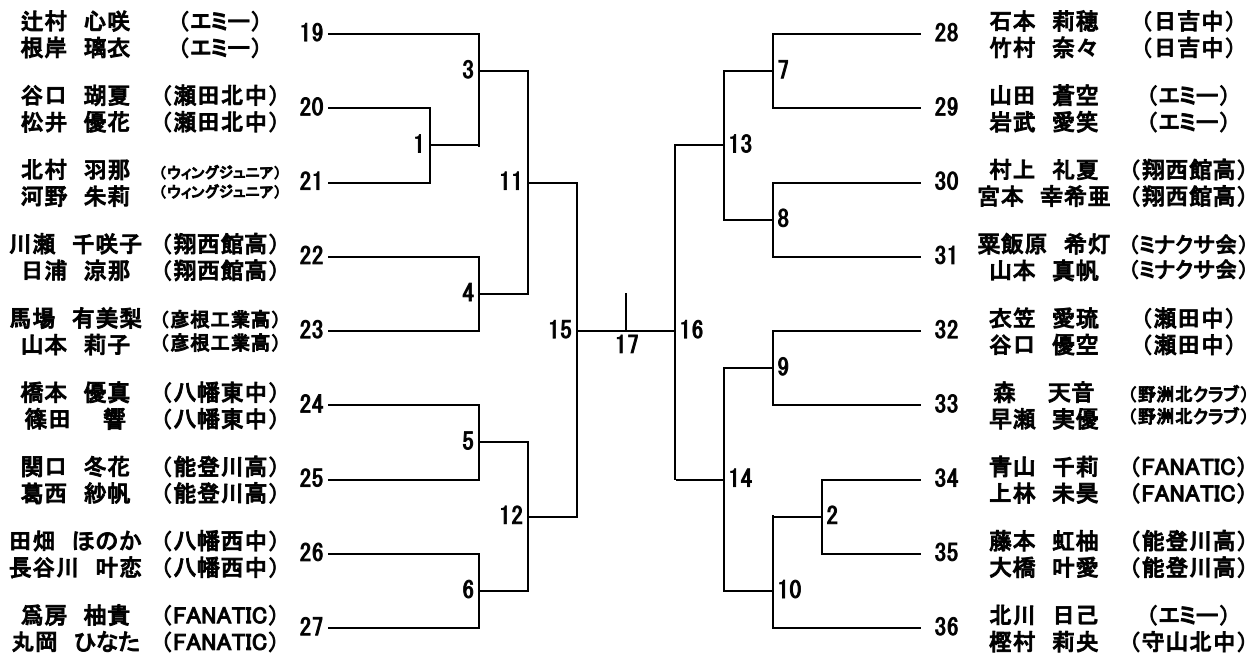 辻村 心咲 （エミー） 19
根岸 璃衣 （エミー）
3
谷口 瑚夏 （瀬田北中） 20
松井 優花 （瀬田北中）
1
北村 羽那 （ウィングジュニア） 21
河野 朱莉 （ウィングジュニア）
11
川瀬 千咲子 （翔西館高） 22
日浦 涼那 （翔西館高）
4
馬場 有美梨 （彦根工業高） 23
山本 莉子 （彦根工業高）
15
橋本 優真 （八幡東中） 24
篠田 響 （八幡東中）
5
関口 冬花 （能登川高） 25
葛西 紗帆 （能登川高）
12
田畑 ほのか （八幡西中） 26
長谷川 叶恋 （八幡西中）
6
爲房 柚貴 （FANATIC） 27
丸岡 ひなた （FANATIC）
17
28 石本 莉穂 （日吉中）
竹村 奈々 （日吉中）
7
29 山田 蒼空 （エミー）
岩武 愛笑 （エミー）
13
30 村上 礼夏 （翔西館高）
宮本 幸希亜 （翔西館高）
8
31 粟飯原 希灯 （ミナクサ会）
山本 真帆 （ミナクサ会）
16
32 衣笠 愛琉 （瀬田中）
谷口 優空 （瀬田中）
9
33 森 天音 （野洲北クラブ）
早瀬 実優 （野洲北クラブ）
14
34 青山 千莉 （FANATIC）
上林 未昊 （FANATIC）
2
35 藤本 虹柚 （能登川高）
大橋 叶愛 （能登川高）
10
36 北川 日己 （エミー）
樫村 莉央 （守山北中）